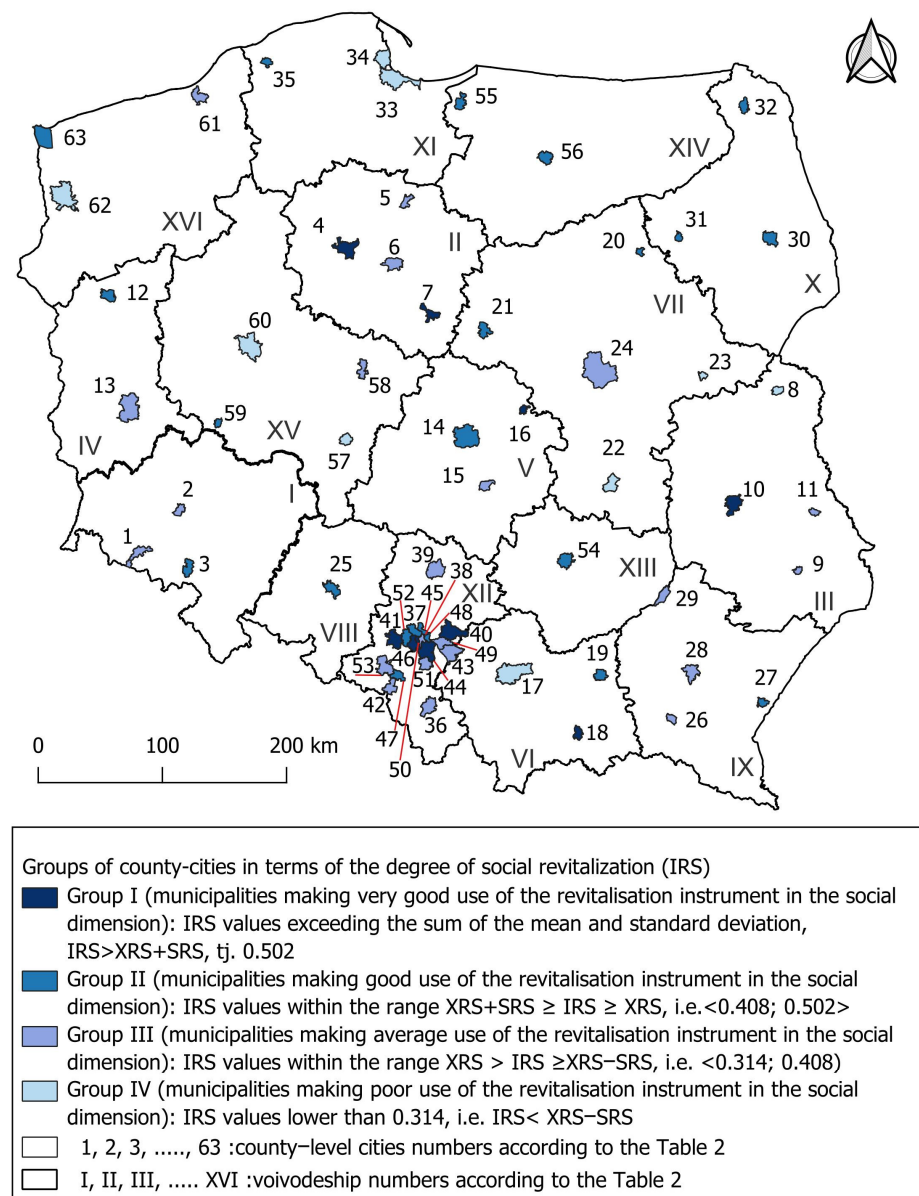 34
35
33
55
32
61
63
56
XI
XIV
5
62
4
II
31
XVI
6
20
30
12
7
VII
X
21
60
24
13
58
23
8
59
14
16
IV
XV
57
V
22
I
15
10
11
2
1
3
25
39
38
54
XIII
9
52
45
XII
III
37
48
29
VIII
41
40
49
28
46
43
19
53
51
44
17
27
42
36
26
47
18
50
VI
IX
0 100 200 km
Groups of county-cities in terms of the degree of social revitalization (IRS)
Group I (municipalities making very good use of the revitalisation instrument in the social
dimension): IRS values exceeding the sum of the mean and standard deviation,
IRS>XRS+SRS, tj. 0.502
Group II (municipalities making good use of the revitalisation instrument in the social
dimension): IRS values within the range XRS+SRS ≥ IRS ≥ XRS, i.e.<0.408; 0.502>
Group III (municipalities making average use of the revitalisation instrument in the social
dimension): IRS values within the range XRS > IRS ≥XRS−SRS, i.e. <0.314; 0.408)
Group IV (municipalities making poor use of the revitalisation instrument in the social
dimension): IRS values lower than 0.314, i.e. IRS< XRS−SRS
1, 2, 3, ....., 63 :county−level cities numbers according to the Table 2
I, II, III, ..... XVI :voivodeship numbers according to the Table 2